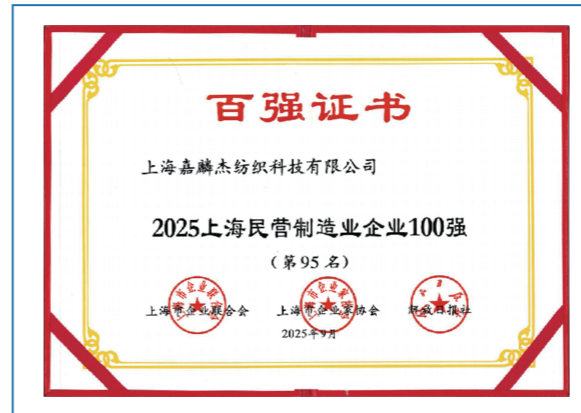 百强证书
上海嘉麟杰纺织科技有限公司
2025上海民营制造业企业100强
(第95名)
上海市企业联合会 上海市企业家协会 解放日报社
2025年9月